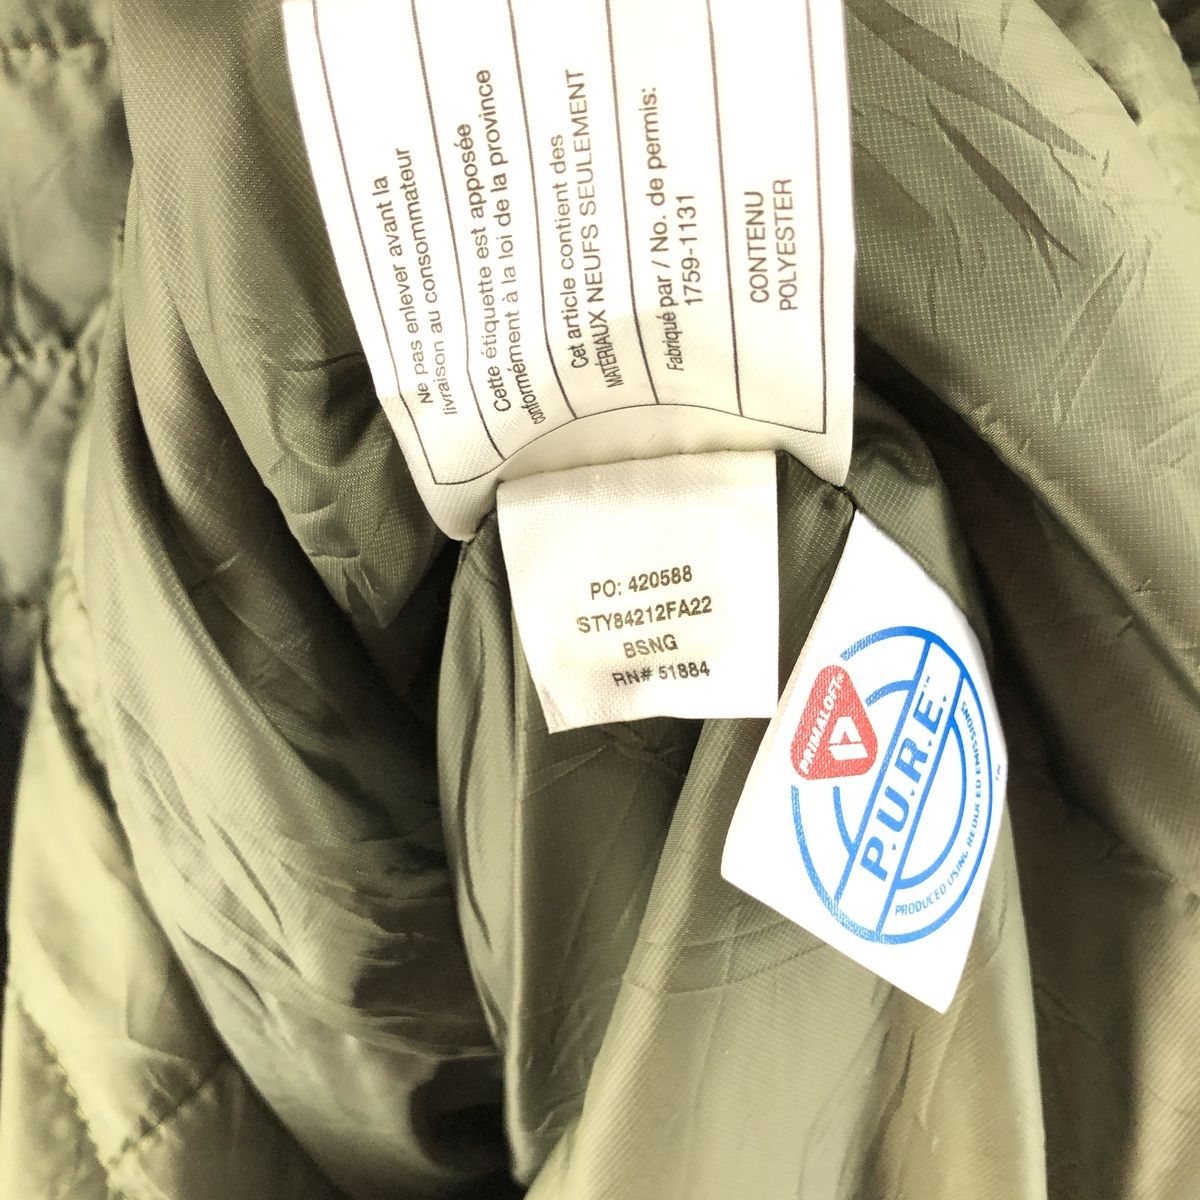 Ne pas enlever avant la
livraison au consommateur
Cette étiquette est apposée
conformément à la loi de la province
Cet article contient des
MATÉRIAUX NEUFS SEULEMENT
Fabriqué par / No. de permis:
1759-1131
CONTENU
POLYESTER
PO: 420588
STY84212FA22
BSNG
RN# 51884
PRIMALOFT®
P.U.R.E.™
PRODUCED USING REDUCED EMISSIONS
™